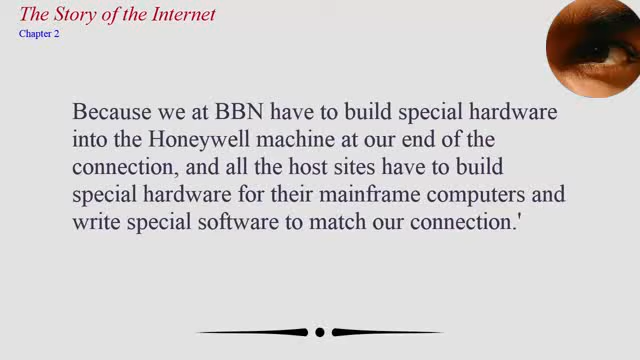 The Story of the Internet
Chapter 2
Because we at BBN have to build special hardware
into the Honeywell machine at our end of the
connection, and all the host sites have to build
special hardware for their mainframe computers and
write special software to match our connection.'